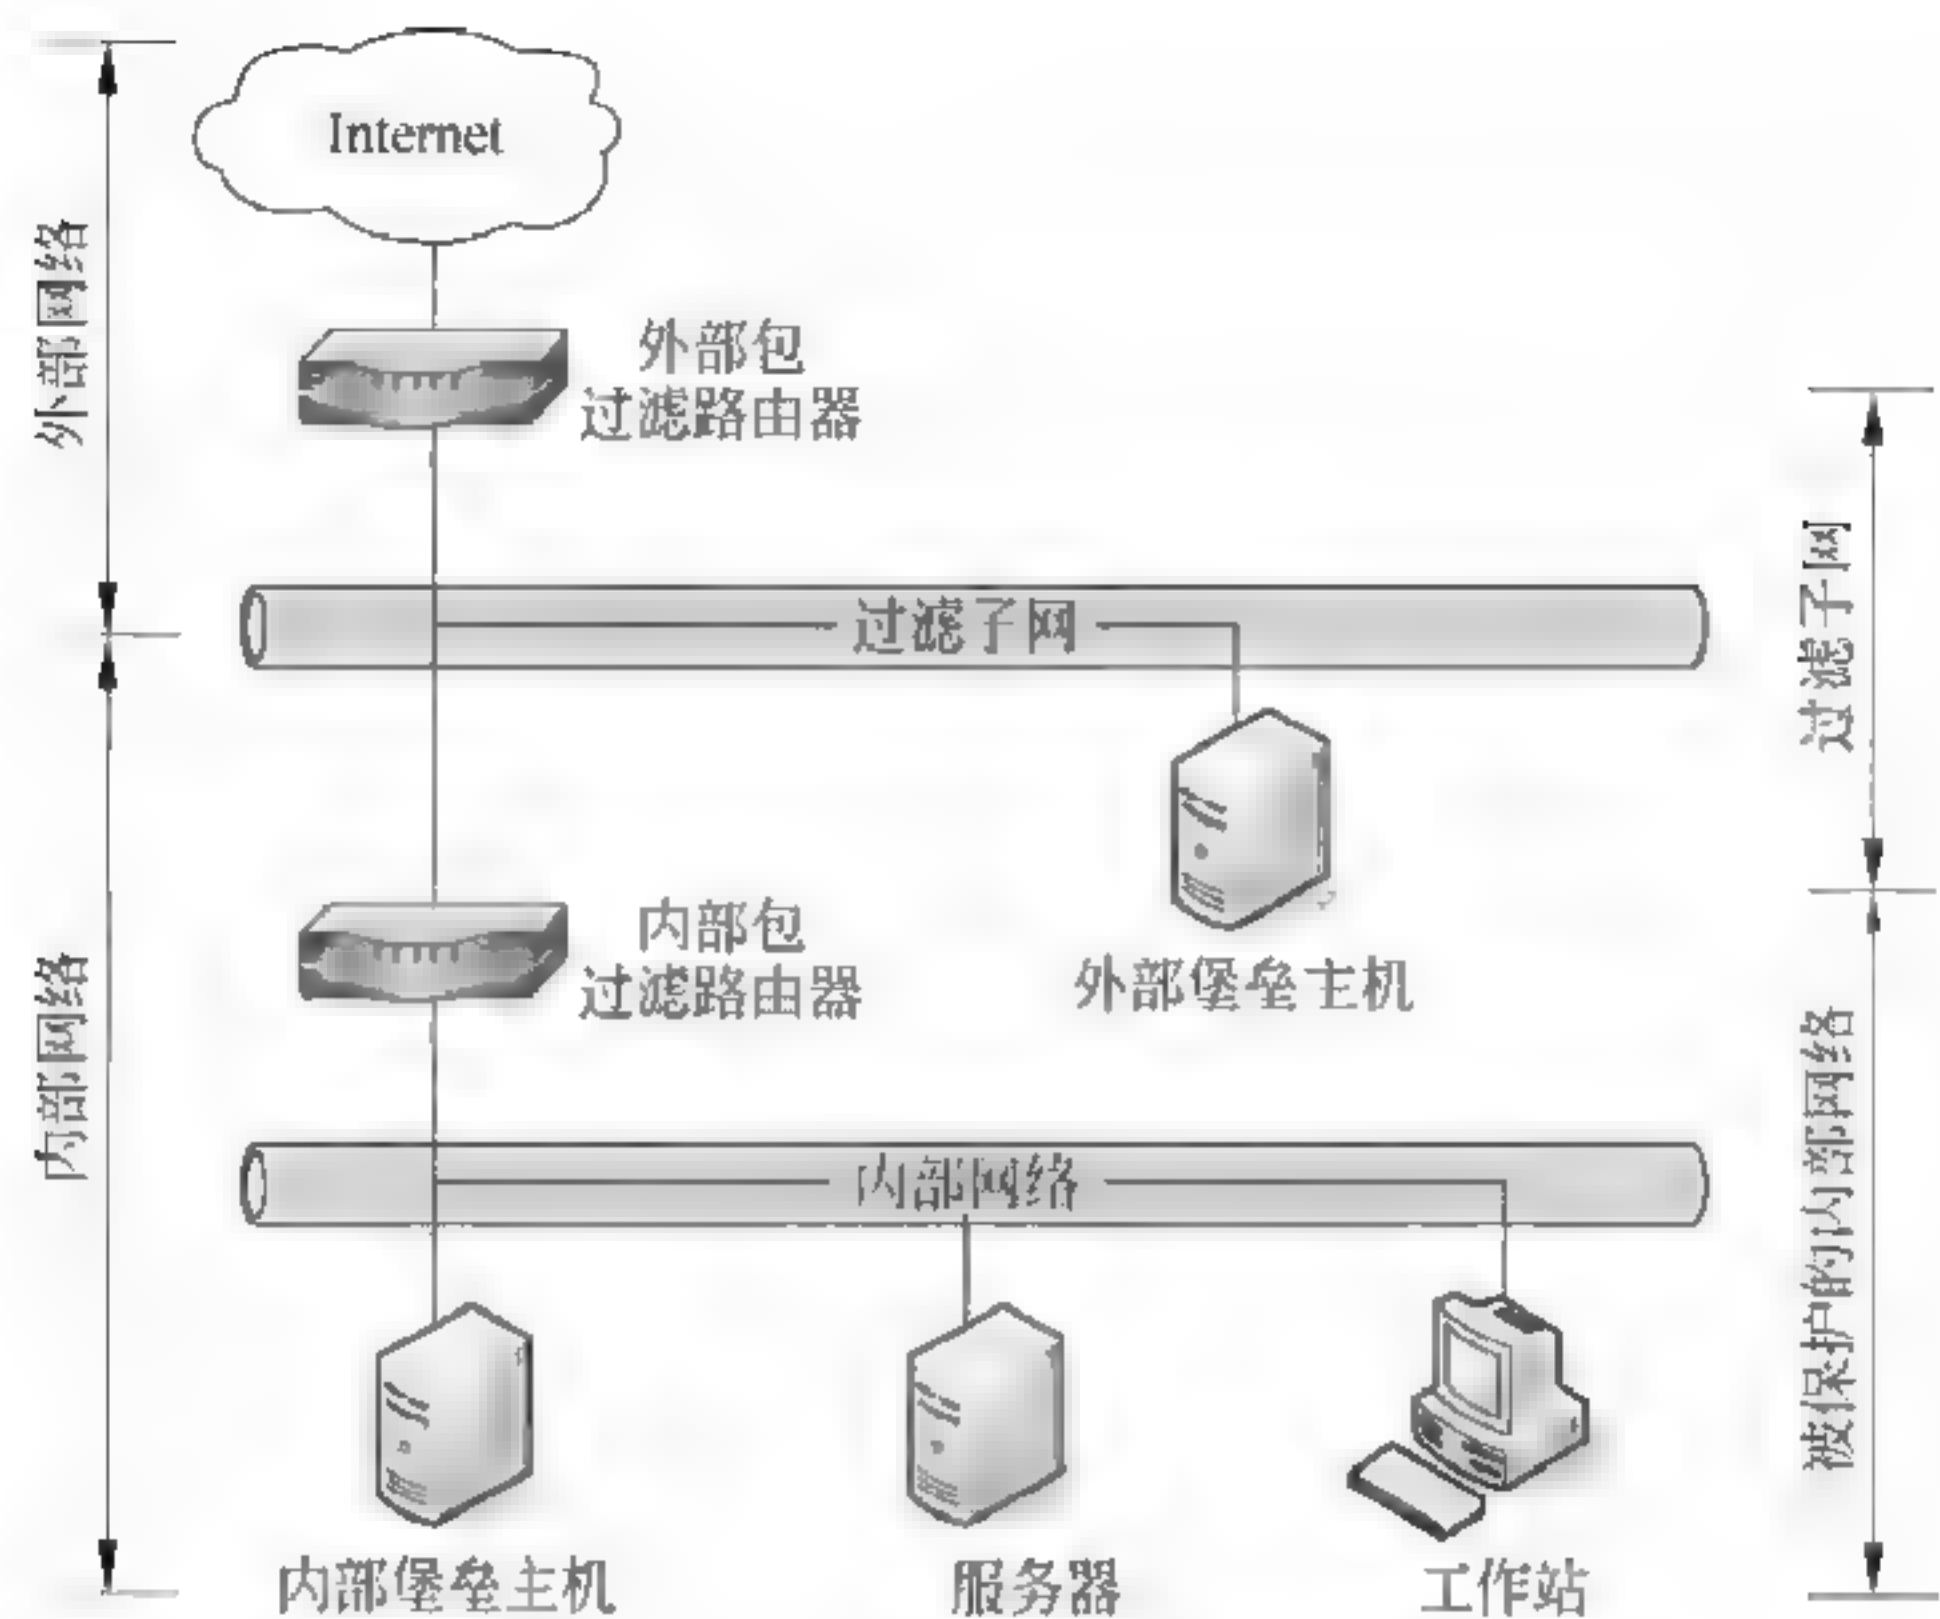 Internet
外部网络
外部包
过滤路由器
过滤子网
过滤子网
外部堡垒主机
内部包
过滤路由器
内部网络
内部网络
被保护的内部网络
内部堡垒主机
服务器
工作站